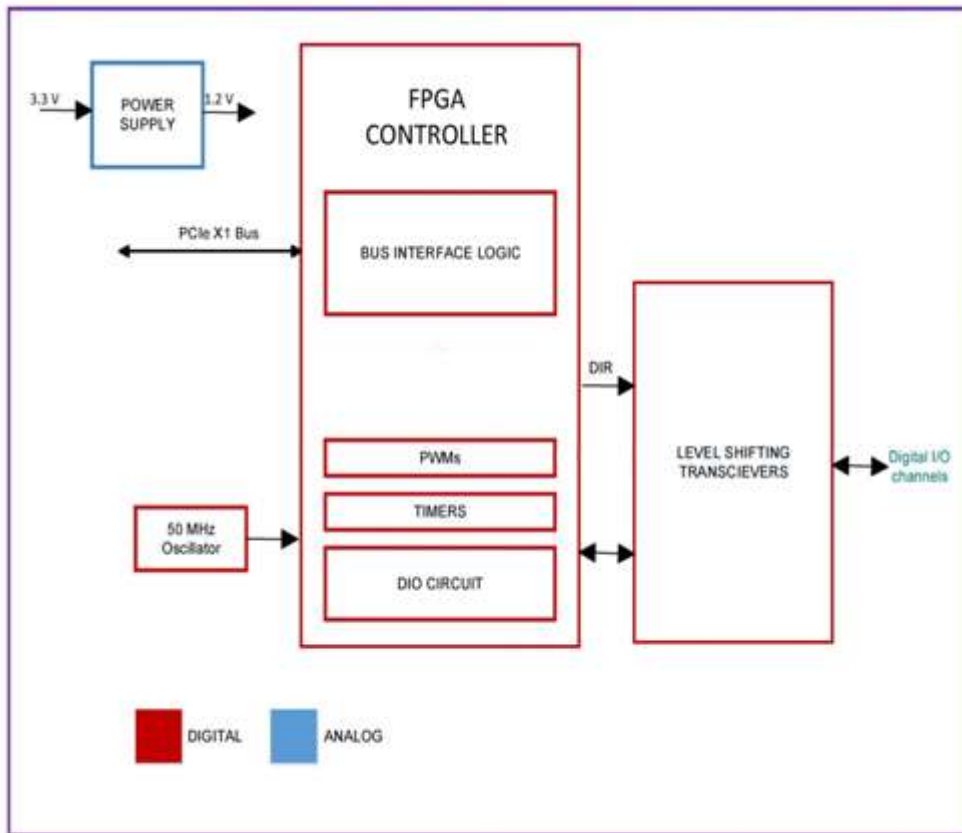 3.3 V
POWER
SUPPLY
1.2 V
FPGA
CONTROLLER
PCIe X1 Bus
BUS INTERFACE LOGIC
DIR
PWMs
TIMERS
DIO CIRCUIT
50 MHz
Oscillator
LEVEL SHIFTING
TRANSCIEVERS
Digital I/O
channels
DIGITAL
ANALOG